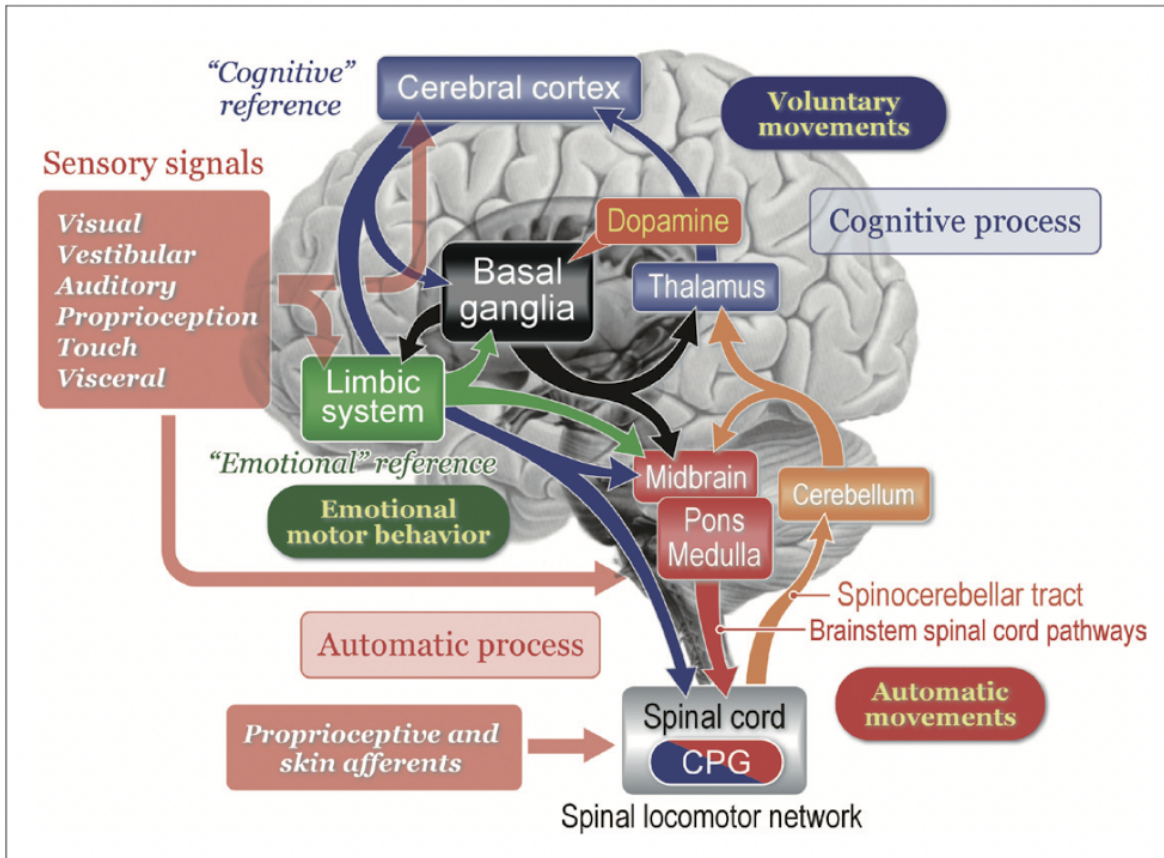 “Cognitive”
reference
Cerebral cortex
Voluntary
movements
Sensory signals
Visual
Vestibular
Auditory
Proprioception
Touch
Visceral
Dopamine
Cognitive process
Basal
ganglia
Thalamus
Limbic
system
“Emotional” reference
Emotional
motor behavior
Midbrain
Pons
Medulla
Cerebellum
Spinocerebellar tract
Brainstem spinal cord pathways
Automatic process
Automatic
movements
Proprioceptive and
skin afferents
Spinal cord
CPG
Spinal locomotor network